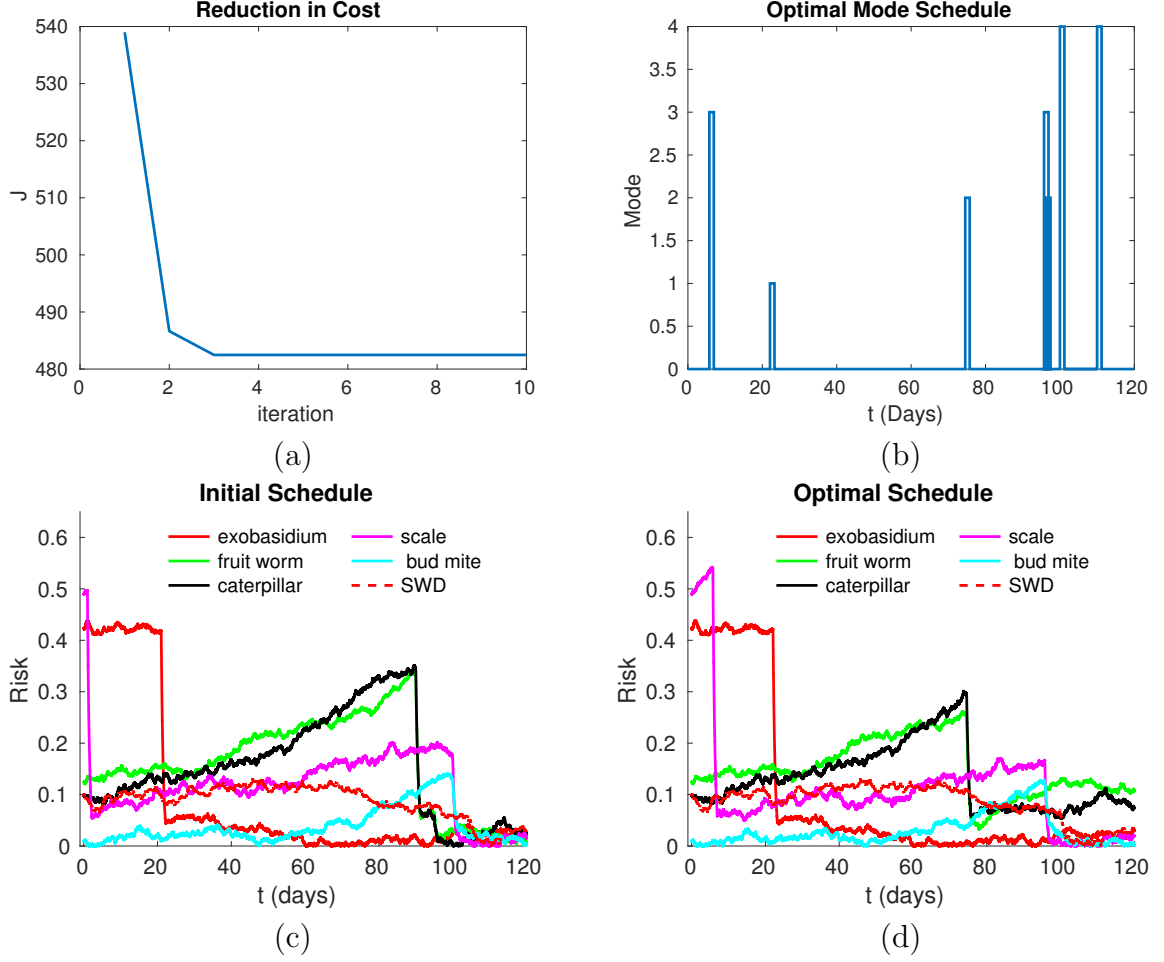 Reduction in Cost
540
530
520
510
500
490
480
J
0 2 4 6 8 10
iteration
(a)
Optimal Mode Schedule
4
3.5
3
2.5
2
1.5
1
0.5
0
Mode
0 20 40 60 80 100 120
t (Days)
(b)
Initial Schedule
exobasidium scale
fruit worm bud mite
caterpillar SWD
0.6
0.5
0.4
0.3
0.2
0.1
0
Risk
0 20 40 60 80 100 120
t (days)
(c)
Optimal Schedule
exobasidium scale
fruit worm bud mite
caterpillar SWD
0.6
0.5
0.4
0.3
0.2
0.1
0
Risk
0 20 40 60 80 100 120
t (days)
(d)